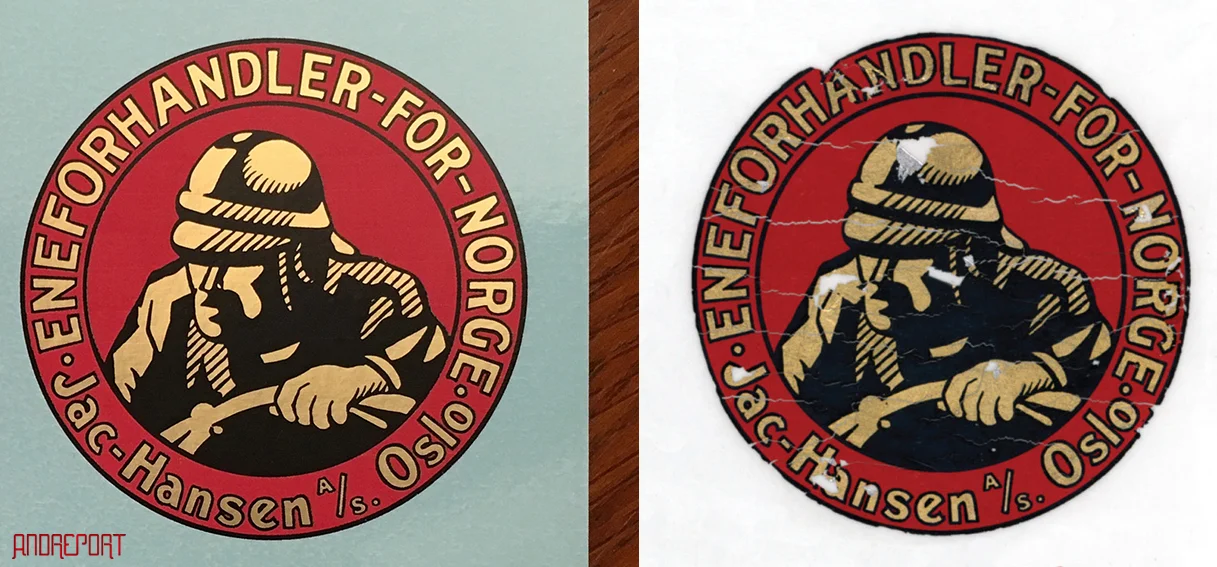 ·ENEFORHANDLER-FOR-NORGE·
Jac-Hansen A/s. Oslo
ANDREPORT
·ENEFORHANDLER-FOR-NORGE·
Jac-Hansen A/s. Oslo